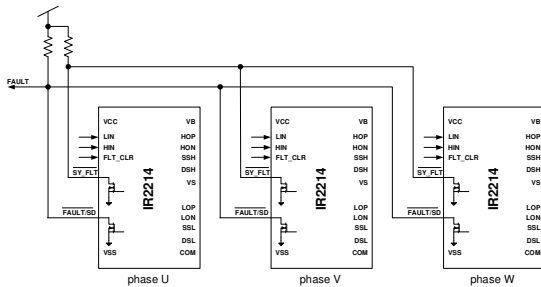 FAULT
VCC
LIN
HIN
FLT_CLR
SY_FLT
FAULT/SD
VSS
IR2214
VB
HOP
HON
SSH
DSH
VS
LOP
LON
SSL
DSL
COM
phase U
VCC
LIN
HIN
FLT_CLR
SY_FLT
FAULT/SD
VSS
IR2214
VB
HOP
HON
SSH
DSH
VS
LOP
LON
SSL
DSL
COM
phase V
VCC
LIN
HIN
FLT_CLR
SY_FLT
FAULT/SD
VSS
IR2214
VB
HOP
HON
SSH
DSH
VS
LOP
LON
SSL
DSL
COM
phase W